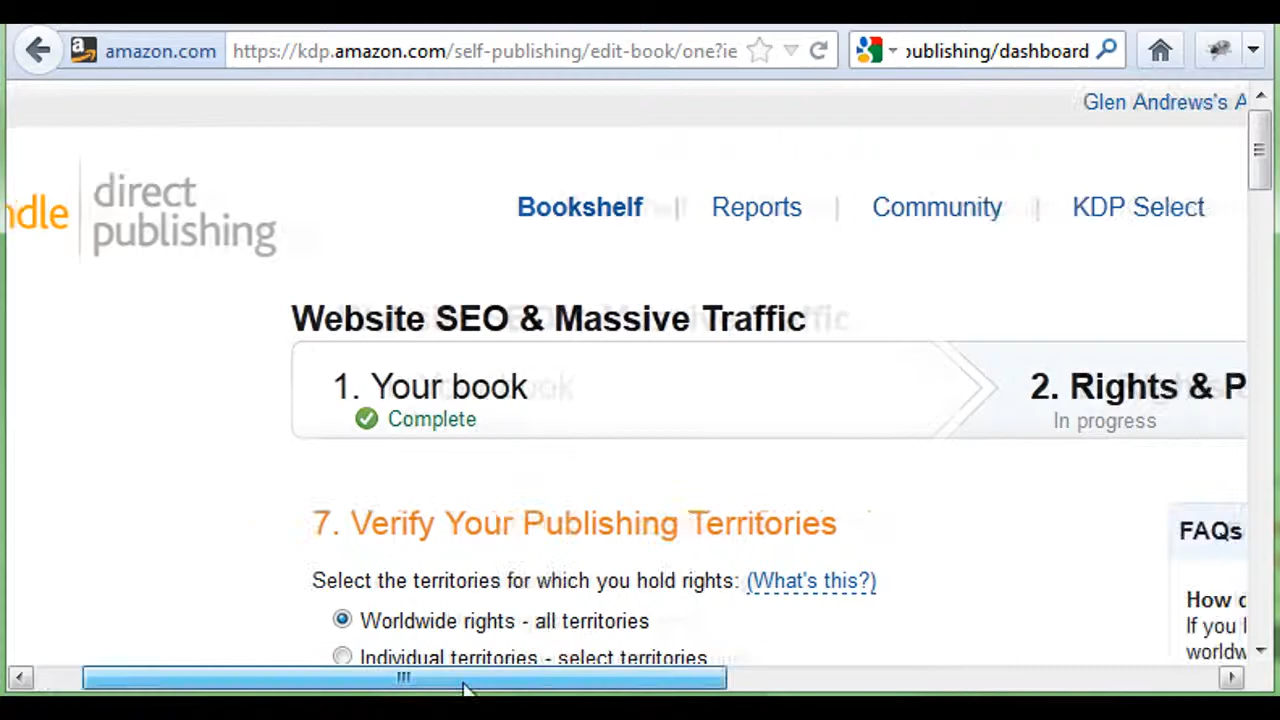 amazon.com https://kdp.amazon.com/self-publishing/edit-book/one?ie publishing/dashboard
Glen Andrews's A
ndle direct publishing
Bookshelf | Reports | Community | KDP Select
Website SEO & Massive Traffic
1. Your book 2. Rights & P
Complete In progress
7. Verify Your Publishing Territories
FAQs
Select the territories for which you hold rights: (What's this?)
How
Worldwide rights - all territories
If you
Individual territories - select territories
worldw